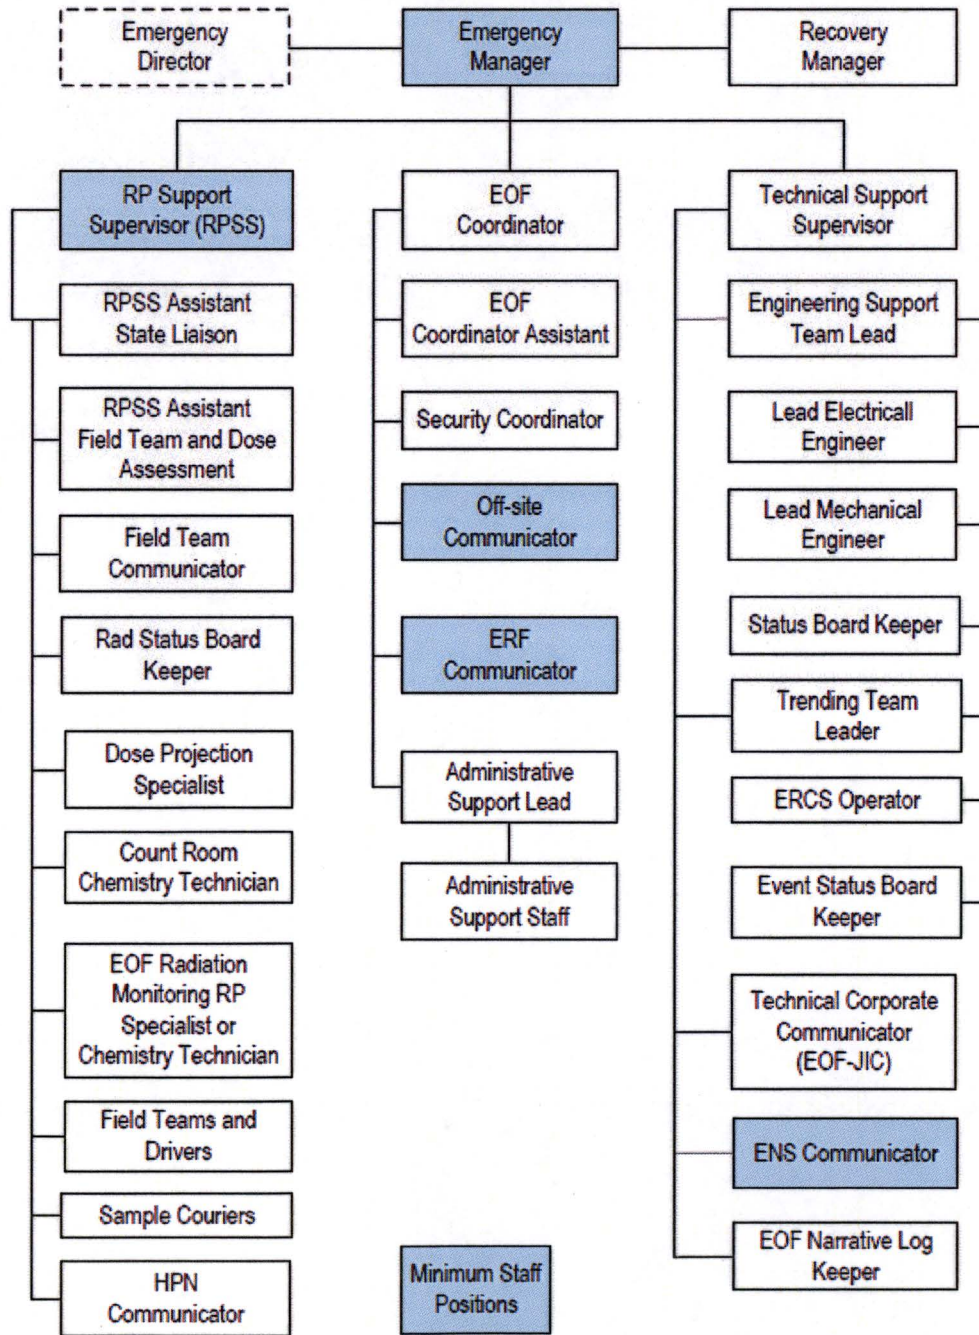 Emergency
Director
Emergency
Manager
Recovery
Manager
RP Support
Supervisor (RPSS)
RPSS Assistant
State Liaison
RPSS Assistant
Field Team and Dose
Assessment
Field Team
Communicator
Rad Status Board
Keeper
Dose Projection
Specialist
Count Room
Chemistry Technician
EOF Radiation
Monitoring RP
Specialist or
Chemistry Technician
Field Teams and
Drivers
Sample Couriers
HPN
Communicator
EOF
Coordinator
EOF
Coordinator Assistant
Security Coordinator
Off-site
Communicator
ERF
Communicator
Administrative
Support Lead
Administrative
Support Staff
Minimum Staff
Positions
Technical Support
Supervisor
Engineering Support
Team Lead
Lead Electricall
Engineer
Lead Mechanical
Engineer
Status Board Keeper
Trending Team
Leader
ERCS Operator
Event Status Board
Keeper
Technical Corporate
Communicator
(EOF-JIC)
ENS Communicator
EOF Narrative Log
Keeper